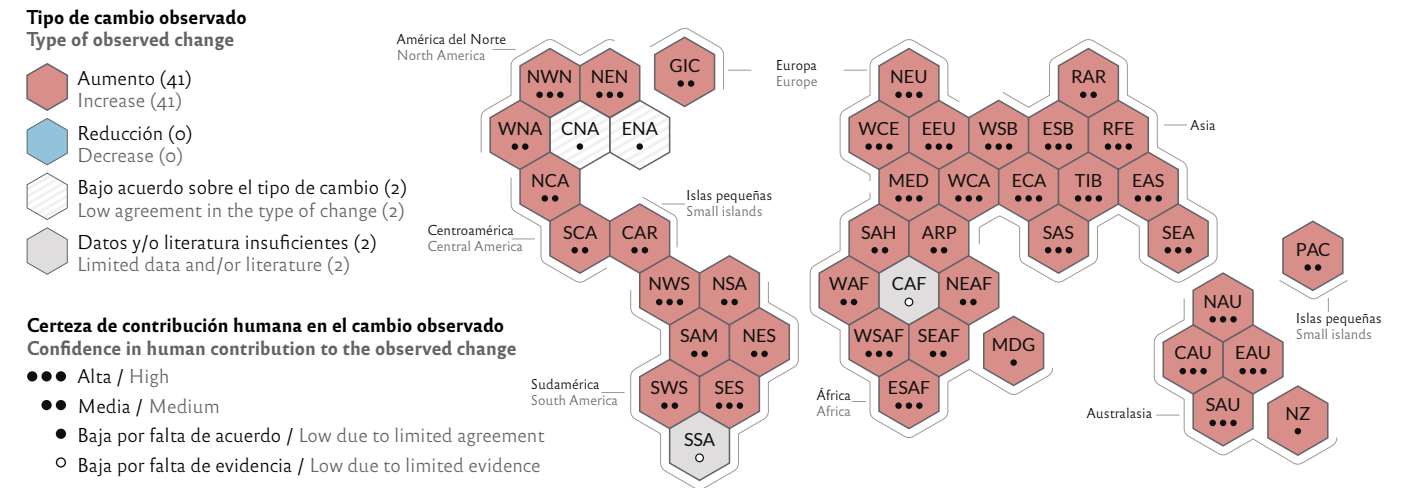 Tipo de cambio observado
Type of observed change
Aumento (41)
Increase (41)
Reducción (0)
Decrease (0)
Bajo acuerdo sobre el tipo de cambio (2)
Low agreement in the type of change (2)
Datos y/o literatura insuficientes (2)
Limited data and/or literature (2)
Certeza de contribución humana en el cambio observado
Confidence in human contribution to the observed change
Alta / High
Media / Medium
Baja por falta de acuerdo / Low due to limited agreement
Baja por falta de evidencia / Low due to limited evidence
América del Norte
North America
NWN NEN GIC
WNA CNA ENA
NCA
Islas pequeñas
Small islands
Centroamérica
Central America
SCA CAR
NWS NSA
SAM NES
Sudamérica
South America
SWS SES
SSA
Europa
Europe
NEU RAR
WCE EEU WSB ESB RFE
Asia
MED WCA ECA TIB EAS
SAH ARP SAS SEA
WAF CAF NEAF
WSAF SEAF MDG
África
Africa
ESAF
PAC
Islas pequeñas
Small islands
NAU
CAU EAU
Australasia
SAU NZ